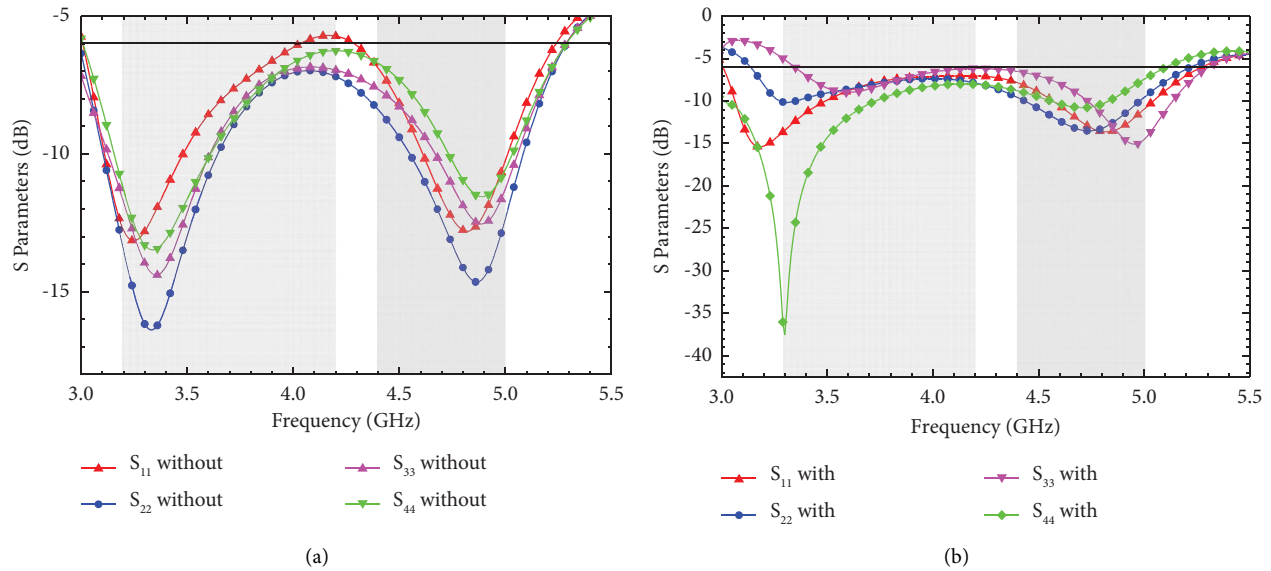 -5
-10
-15
S Parameters (dB)
3.0 3.5 4.0 4.5 5.0 5.5
Frequency (GHz)
S11 without
S33 without
S22 without
S44 without
(a)
0
-5
-10
-15
-20
-25
-30
-35
-40
S Parameters (dB)
3.0 3.5 4.0 4.5 5.0 5.5
Frequency (GHz)
S11 with
S33 with
S22 with
S44 with
(b)